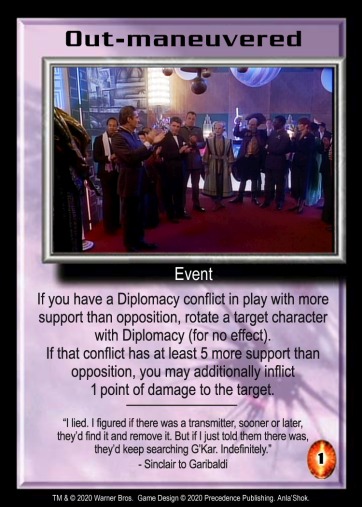 Out-maneuvered
Event
If you have a Diplomacy conflict in play with more
support than opposition, rotate a target character
with Diplomacy (for no effect).
If that conflict has at least 5 more support than
opposition, you may additionally inflict
1 point of damage to the target.
"I lied. I figured if there was a transmitter, sooner or later,
they'd find it and remove it. But if I just told them there was,
they'd keep searching G'Kar. Indefinitely."
- Sinclair to Garibaldi
1
TM & © 2020 Warner Bros. Game Design © 2020 Precedence Publishing. Anla'Shok.